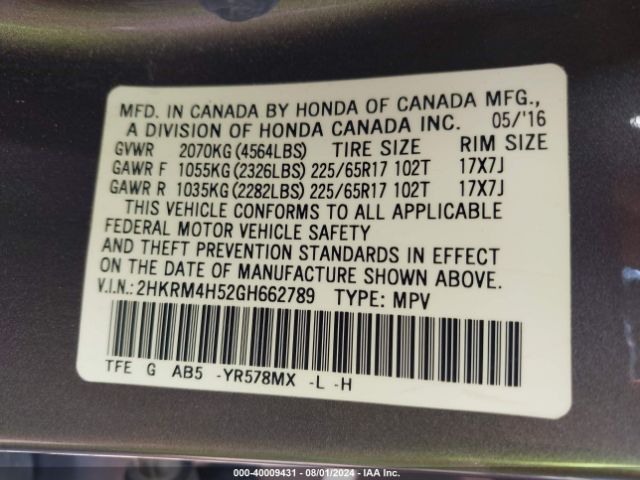 MFD. IN CANADA BY HONDA OF CANADA MFG.,
A DIVISION OF HONDA CANADA INC. 05/'16
GVWR 2070KG (4564LBS) TIRE SIZE RIM SIZE
GAWR F 1055KG (2326LBS) 225/65R17 102T 17X7J
GAWR R 1035KG (2282LBS) 225/65R17 102T 17X7J
THIS VEHICLE CONFORMS TO ALL APPLICABLE
FEDERAL MOTOR VEHICLE SAFETY
AND THEFT PREVENTION STANDARDS IN EFFECT
ON THE DATE OF MANUFACTURE SHOWN ABOVE.
V.I.N.: 2HKRM4H52GH662789 TYPE: MPV
TFE G AB5 -YR578MX -L -H
000-40009431 - 08/01/2024 - IAA Inc.